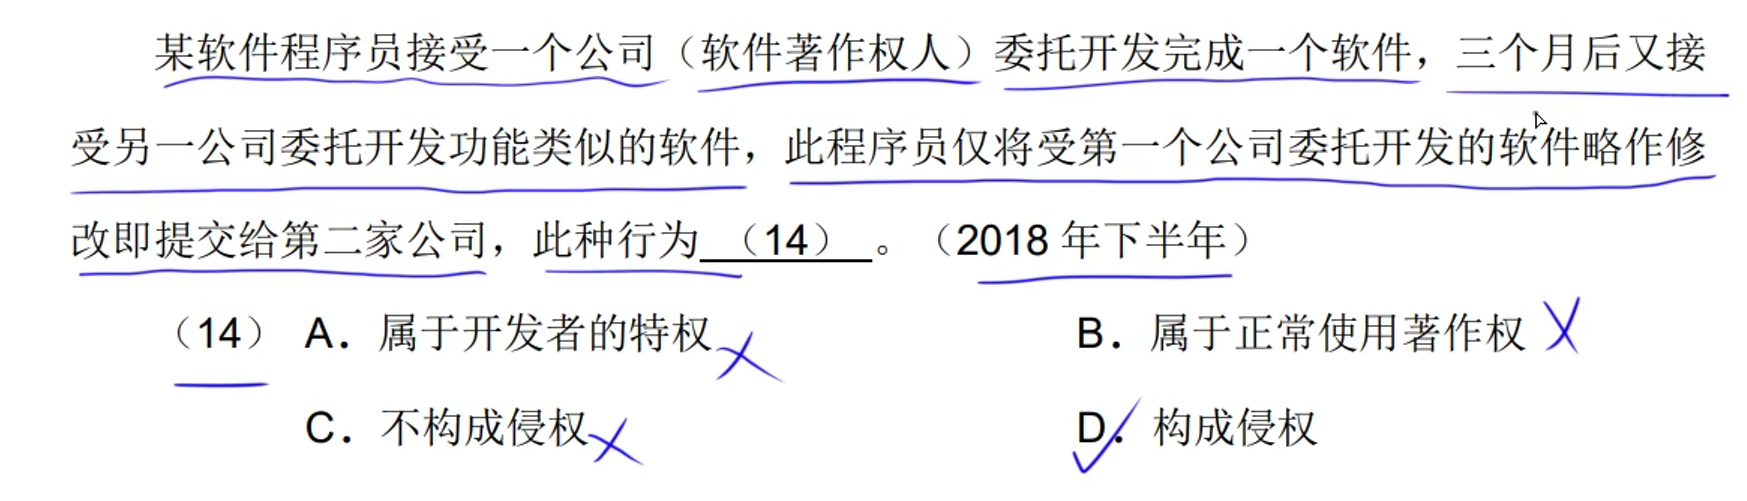 某软件程序员接受一个公司（软件著作权人）委托开发完成一个软件，三个月后又接
受另一公司委托开发功能类似的软件，此程序员仅将受第一个公司委托开发的软件略作修
改即提交给第二家公司，此种行为（14）。（2018年下半年）
（14）A．属于开发者的特权 B．属于正常使用著作权
C．不构成侵权 D．构成侵权